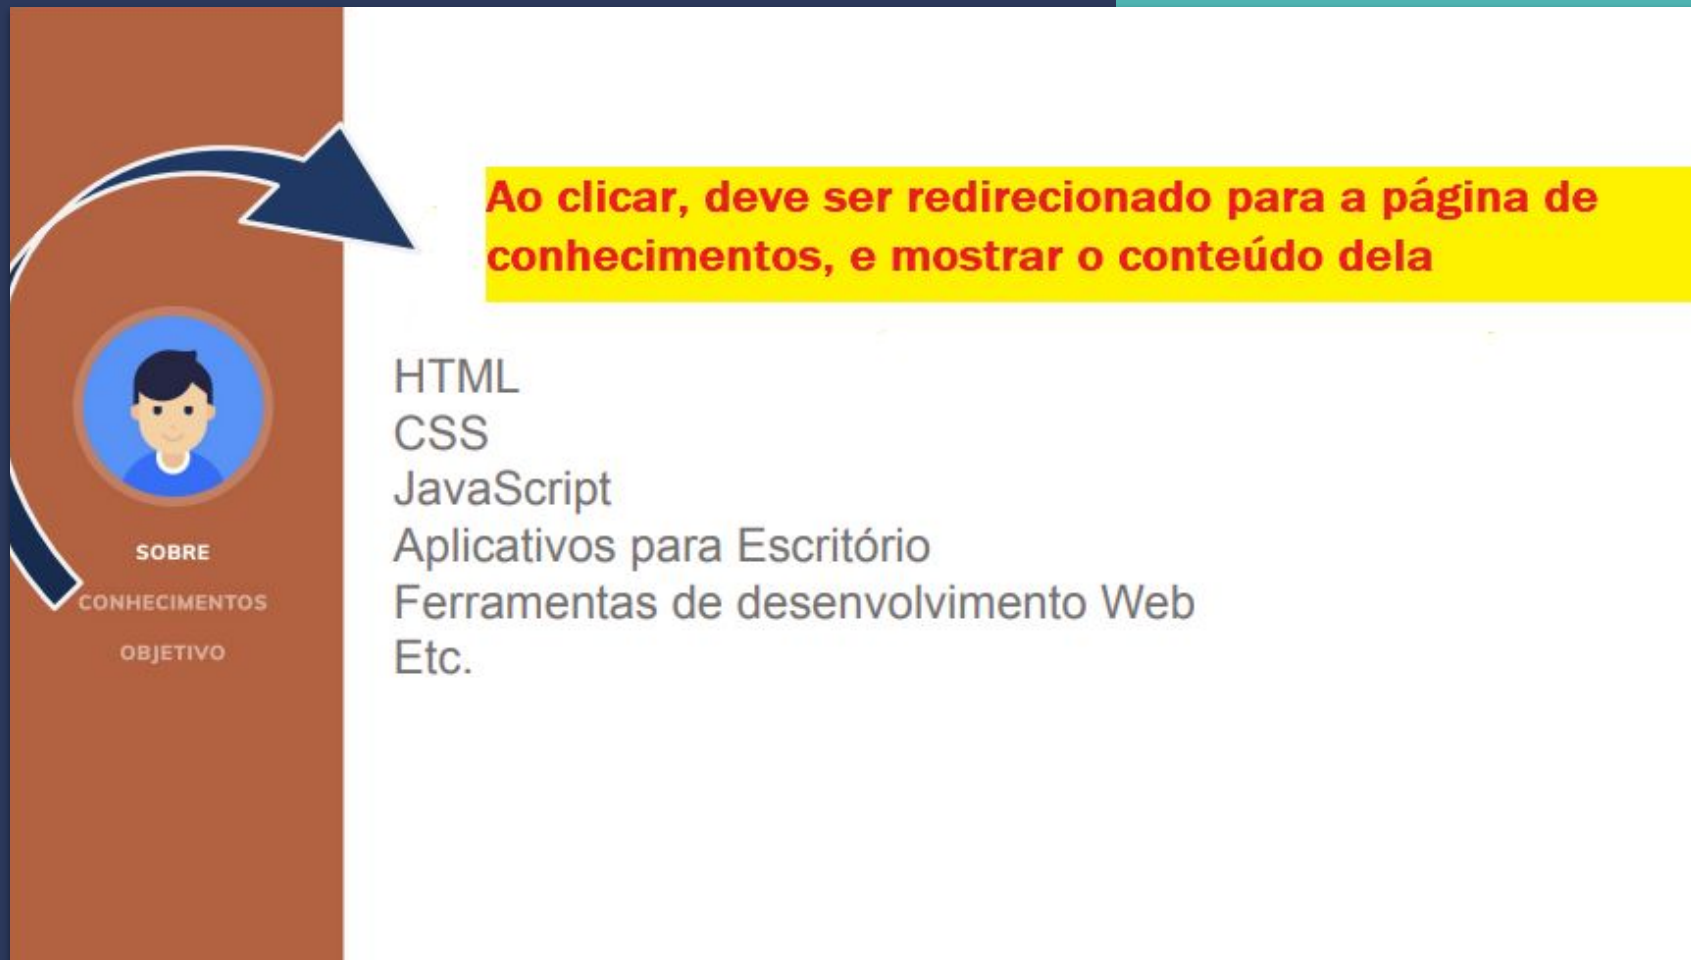 Ao clicar, deve ser redirecionado para a página de
conhecimentos, e mostrar o conteúdo dela
HTML
CSS
JavaScript
Aplicativos para Escritório
Ferramentas de desenvolvimento Web
Etc.
SOBRE
CONHECIMENTOS
OBJETIVO